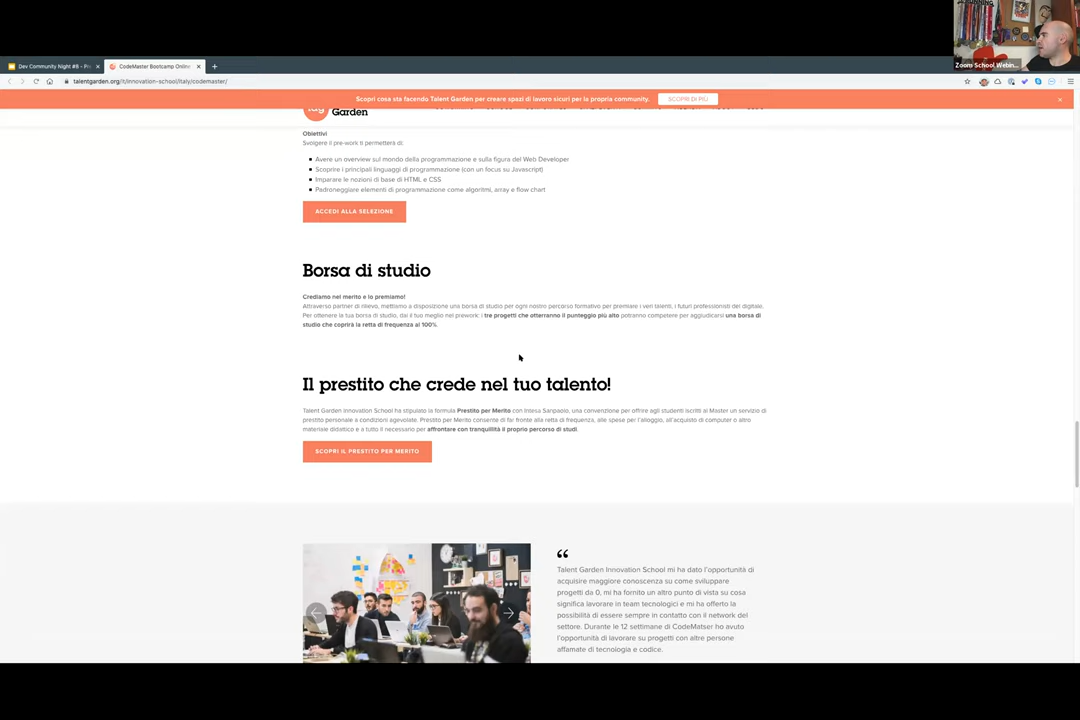 Zoom School Webin...
Dev Community Night #8 - Pr
CodeMaster Bootcamp Online
talentgarden.org/it/innovation-school/italy/codemaster/
Scopri cosa sta facendo Talent Garden per creare spazi di lavoro sicuri per la propria community.
SCOPRI DI PIÙ
Garden
Obiettivi
Svolgere il pre-work ti permetterà di:
Avere un overview sul mondo della programmazione e sulla figura del Web Developer
Scoprire i principali linguaggi di programmazione (con un focus su Javascript)
Imparare le nozioni di base di HTML e CSS
Padroneggiare elementi di programmazione come algoritmi, array e flow chart
ACCEDI ALLA SELEZIONE
Borsa di studio
Crediamo nel merito e lo premiamo!
Attraverso partner di rilievo, mettiamo a disposizione una borsa di studio per ogni nostro percorso formativo per premiare i veri talenti, i futuri professionisti del digitale.
Per ottenere la tua borsa di studio, dai il tuo meglio nel prework: i tre progetti che otterranno il punteggio più alto potranno competere per aggiudicarsi una borsa di
studio che coprirà la retta di frequenza al 100%.
Il prestito che crede nel tuo talento!
Talent Garden Innovation School ha stipulato la formula Prestito per Merito con Intesa Sanpaolo, una convenzione per offrire agli studenti iscritti ai Master un servizio di
prestito personale a condizioni agevolate. Prestito per Merito consente di far fronte alla retta di frequenza, alle spese per l'alloggio, all'acquisto di computer o altro
materiale didattico e a tutto il necessario per affrontare con tranquillità il proprio percorso di studi.
SCOPRI IL PRESTITO PER MERITO
“
Talent Garden Innovation School mi ha dato l'opportunità di
acquisire maggiore conoscenza su come sviluppare
progetti da 0, mi ha fornito un altro punto di vista su cosa
significa lavorare in team tecnologici e mi ha offerto la
possibilità di essere sempre in contatto con il network del
settore. Durante le 12 settimane di CodeMatser ho avuto
l'opportunità di lavorare su progetti con altre persone
affamate di tecnologia e codice.